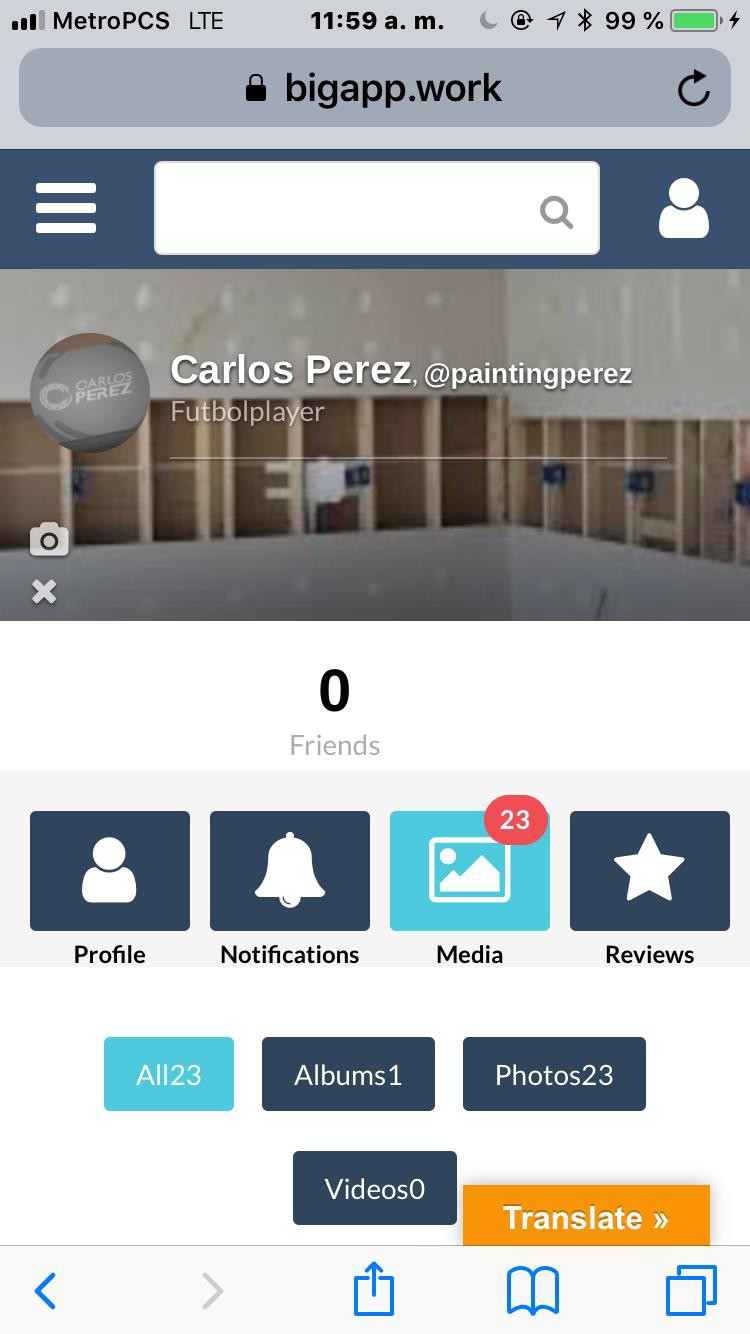 MetroPCS LTE 11:59 a. m. 99 %
bigapp.work
Carlos Perez, @paintingperez
CARLOS
PEREZ
Futbolplayer
0
Friends
23
Profile Notifications Media Reviews
All23 Albums1 Photos23
Videos0
Translate »